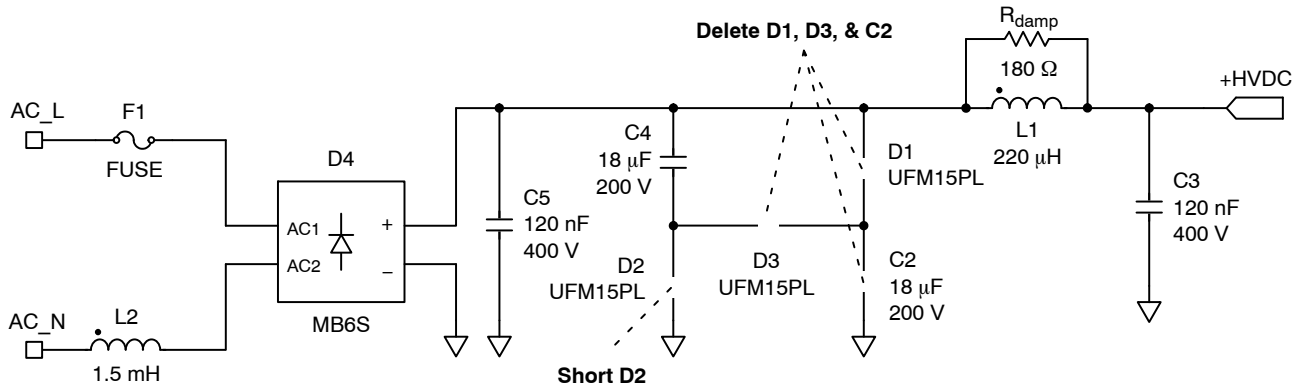 Delete D1, D3, & C2
Rdamp
180 Ω
+HVDC
AC_L
F1
FUSE
D4
C4
18 μF
200 V
D1
UFM15PL
L1
220 μH
C5
120 nF
400 V
C3
120 nF
400 V
AC1
+
AC2
–
D2
UFM15PL
D3
UFM15PL
C2
18 μF
200 V
AC_N
L2
1.5 mH
MB6S
Short D2